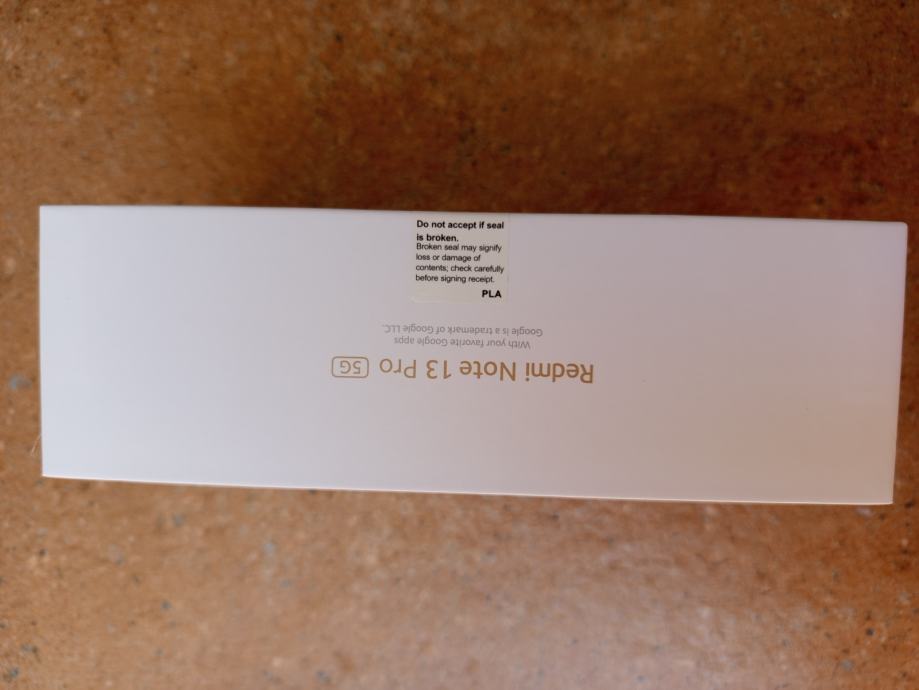 Do not accept if seal
is broken.
Broken seal may signify
loss or damage of
contents; check carefully
before signing receipt.
PLA
Redmi Note 13 Pro 5G
With your favorite Google apps
Google is a trademark of Google LLC.